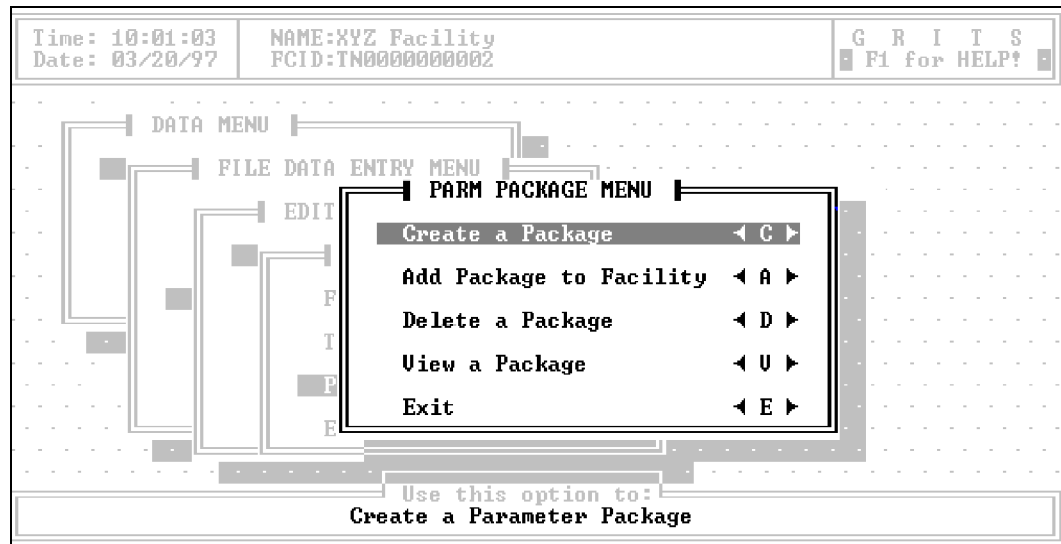 Time: 10:01:03
Date: 03/20/97
NAME:XYZ Facility
FCID:TN0000000002
G R I T S
F1 for HELP!
DATA MENU
FILE DATA ENTRY MENU
EDIT
F
T
P
E
PARM PACKAGE MENU
Create a Package C
Add Package to Facility A
Delete a Package D
View a Package V
Exit E
Use this option to:
Create a Parameter Package